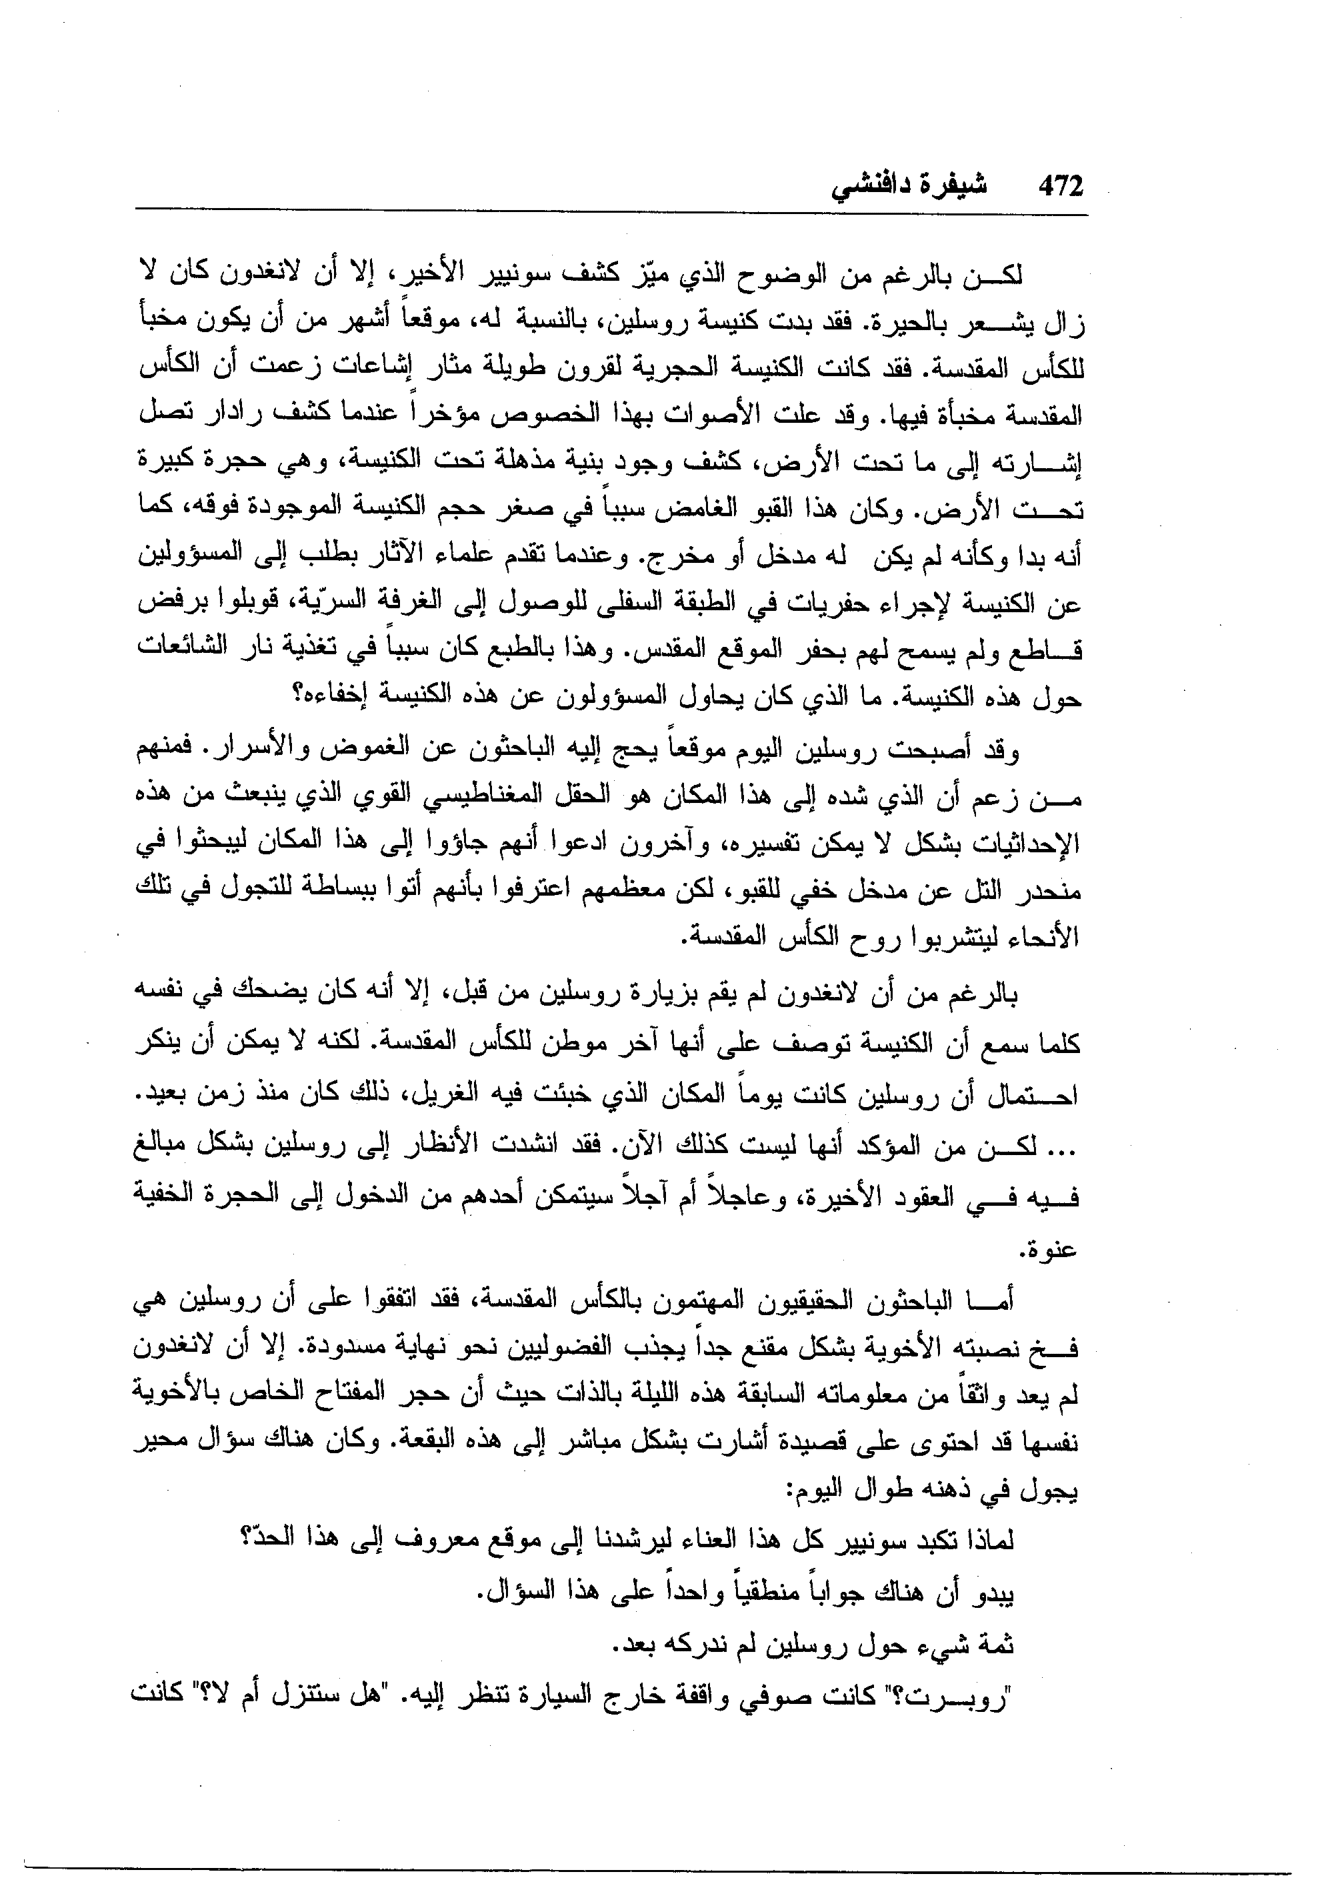 472 شيفرة دافنشي
لكن بالرغم من الوضوح الذي ميّز كشف سونيير الأخير، إلا أن لانغدون كان لا
زال يشعر بالحيرة. فقد بدت كنيسة روسلين، بالنسبة له، موقعاً أشهر من أن يكون مخبأ
للكأس المقدسة. فقد كانت الكنيسة الحجرية لقرون طويلة مثار إشاعات زعمت أن الكأس
المقدسة مخبأة فيها. وقد علت الأصوات بهذا الخصوص مؤخراً عندما كشف رادار تصل
إشارته إلى ما تحت الأرض، كشف وجود بنية مذهلة تحت الكنيسة، وهي حجرة كبيرة
تحت الأرض. وكان هذا القبو الغامض سبباً في صغر حجم الكنيسة الموجودة فوقه، كما
أنه بدا وكأنه لم يكن له مدخل أو مخرج. وعندما تقدم علماء الآثار بطلب إلى المسؤولين
عن الكنيسة لإجراء حفريات في الطبقة السفلى للوصول إلى الغرفة السرّية، قوبلوا برفض
قاطع ولم يسمح لهم بحفر الموقع المقدس. وهذا بالطبع كان سبباً في تغذية نار الشائعات
حول هذه الكنيسة. ما الذي كان يحاول المسؤولون عن هذه الكنيسة إخفاءه؟
وقد أصبحت روسلين اليوم موقعاً يحج إليه الباحثون عن الغموض والأسرار. فمنهم
من زعم أن الذي شده إلى هذا المكان هو الحقل المغناطيسي القوي الذي ينبعث من هذه
الإحداثيات بشكل لا يمكن تفسيره، وآخرون ادعوا أنهم جاؤوا إلى هذا المكان ليبحثوا في
منحدر التل عن مدخل خفي للقبو، لكن معظمهم اعترفوا بأنهم أتوا ببساطة للتجول في تلك
الأنحاء ليتشربوا روح الكأس المقدسة.
بالرغم من أن لانغدون لم يقم بزيارة روسلين من قبل، إلا أنه كان يضحك في نفسه
كلما سمع أن الكنيسة توصف على أنها آخر موطن للكأس المقدسة. لكنه لا يمكن أن ينكر
احتمال أن روسلين كانت يوماً المكان الذي خبئت فيه الغريل، ذلك كان منذ زمن بعيد.
... لكن من المؤكد أنها ليست كذلك الآن. فقد انشدت الأنظار إلى روسلين بشكل مبالغ
فيه في العقود الأخيرة، وعاجلاً أم آجلاً سيتمكن أحدهم من الدخول إلى الحجرة الخفية
عنوة.
أما الباحثون الحقيقيون المهتمون بالكأس المقدسة، فقد اتفقوا على أن روسلين هي
فخ نصبته الأخوية بشكل مقنع جداً يجذب الفضوليين نحو نهاية مسدودة. إلا أن لانغدون
لم يعد واثقاً من معلوماته السابقة هذه الليلة بالذات حيث أن حجر المفتاح الخاص بالأخوية
نفسها قد احتوى على قصيدة أشارت بشكل مباشر إلى هذه البقعة. وكان هناك سؤال محير
يجول في ذهنه طوال اليوم:
لماذا تكبد سونيير كل هذا العناء ليرشدنا إلى موقع معروف إلى هذا الحدّ؟
يبدو أن هناك جواباً منطقياً واحداً على هذا السؤال.
ثمة شيء حول روسلين لم ندركه بعد.
"روبرت؟" كانت صوفي واقفة خارج السيارة تنظر إليه. "هل ستنزل أم لا؟" كانت